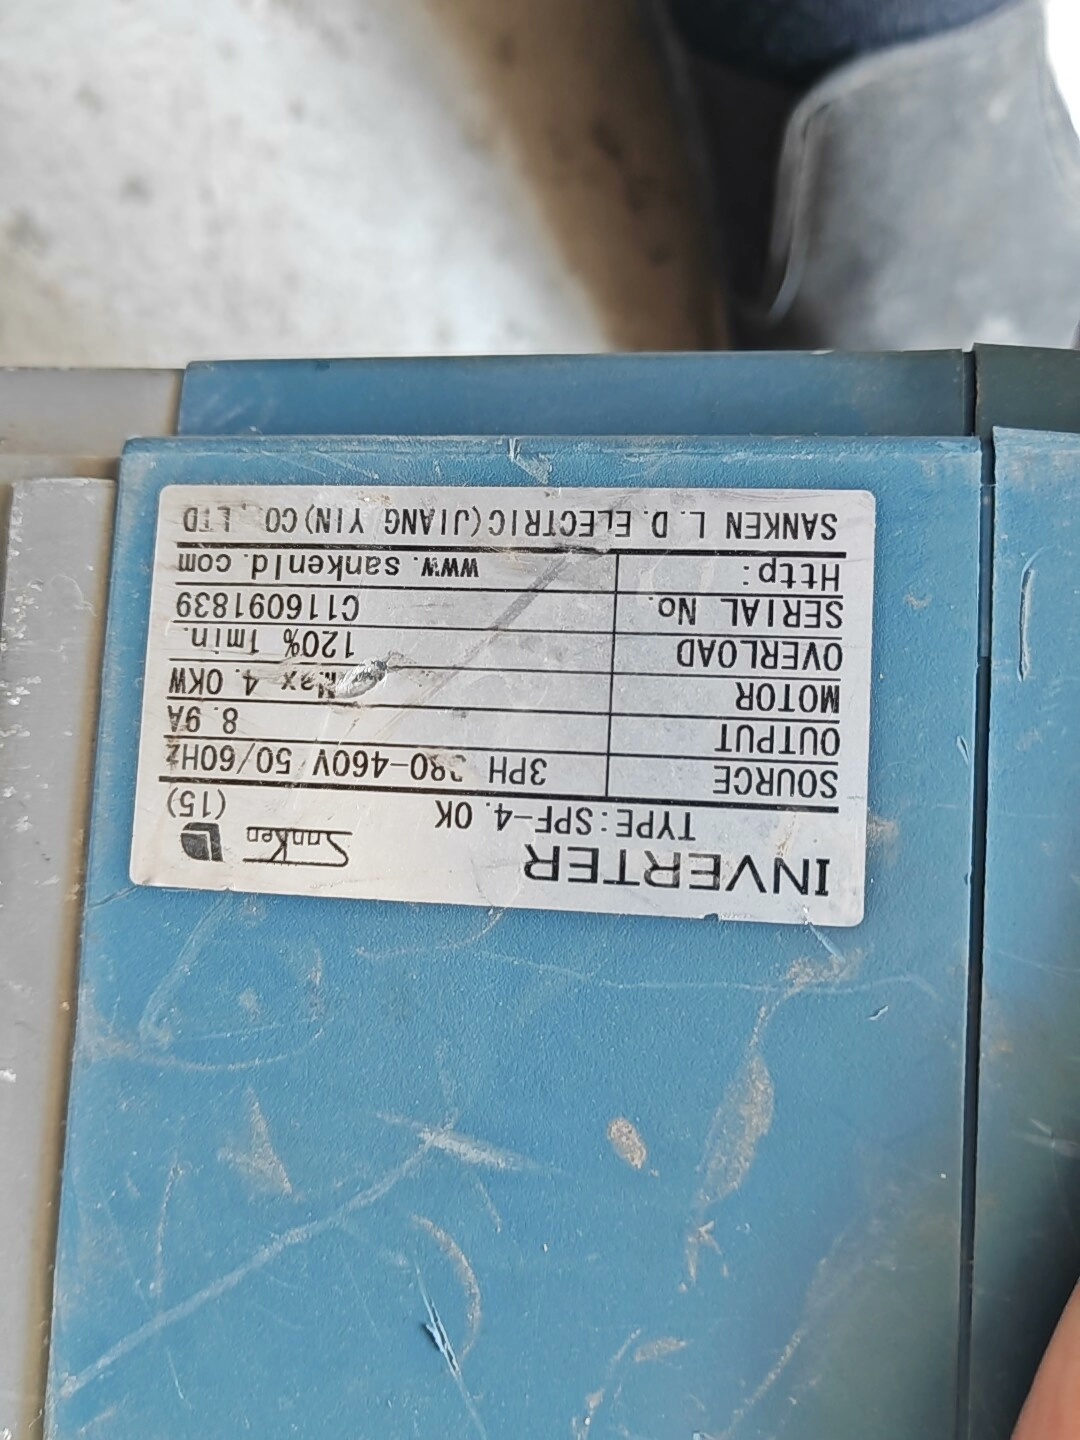 INVERTER SanKen
TYPE:SPF-4.0K (15)
SOURCE 3PH 380-460V 50/60Hz
OUTPUT 8.9A
MOTOR Max 4.0KW
OVERLOAD 120% 1min.
SERIAL No. C116091839
Http: www.sankenld.com
SANKEN L.D.ELECTRIC(JIANG YIN)CO.,LTD